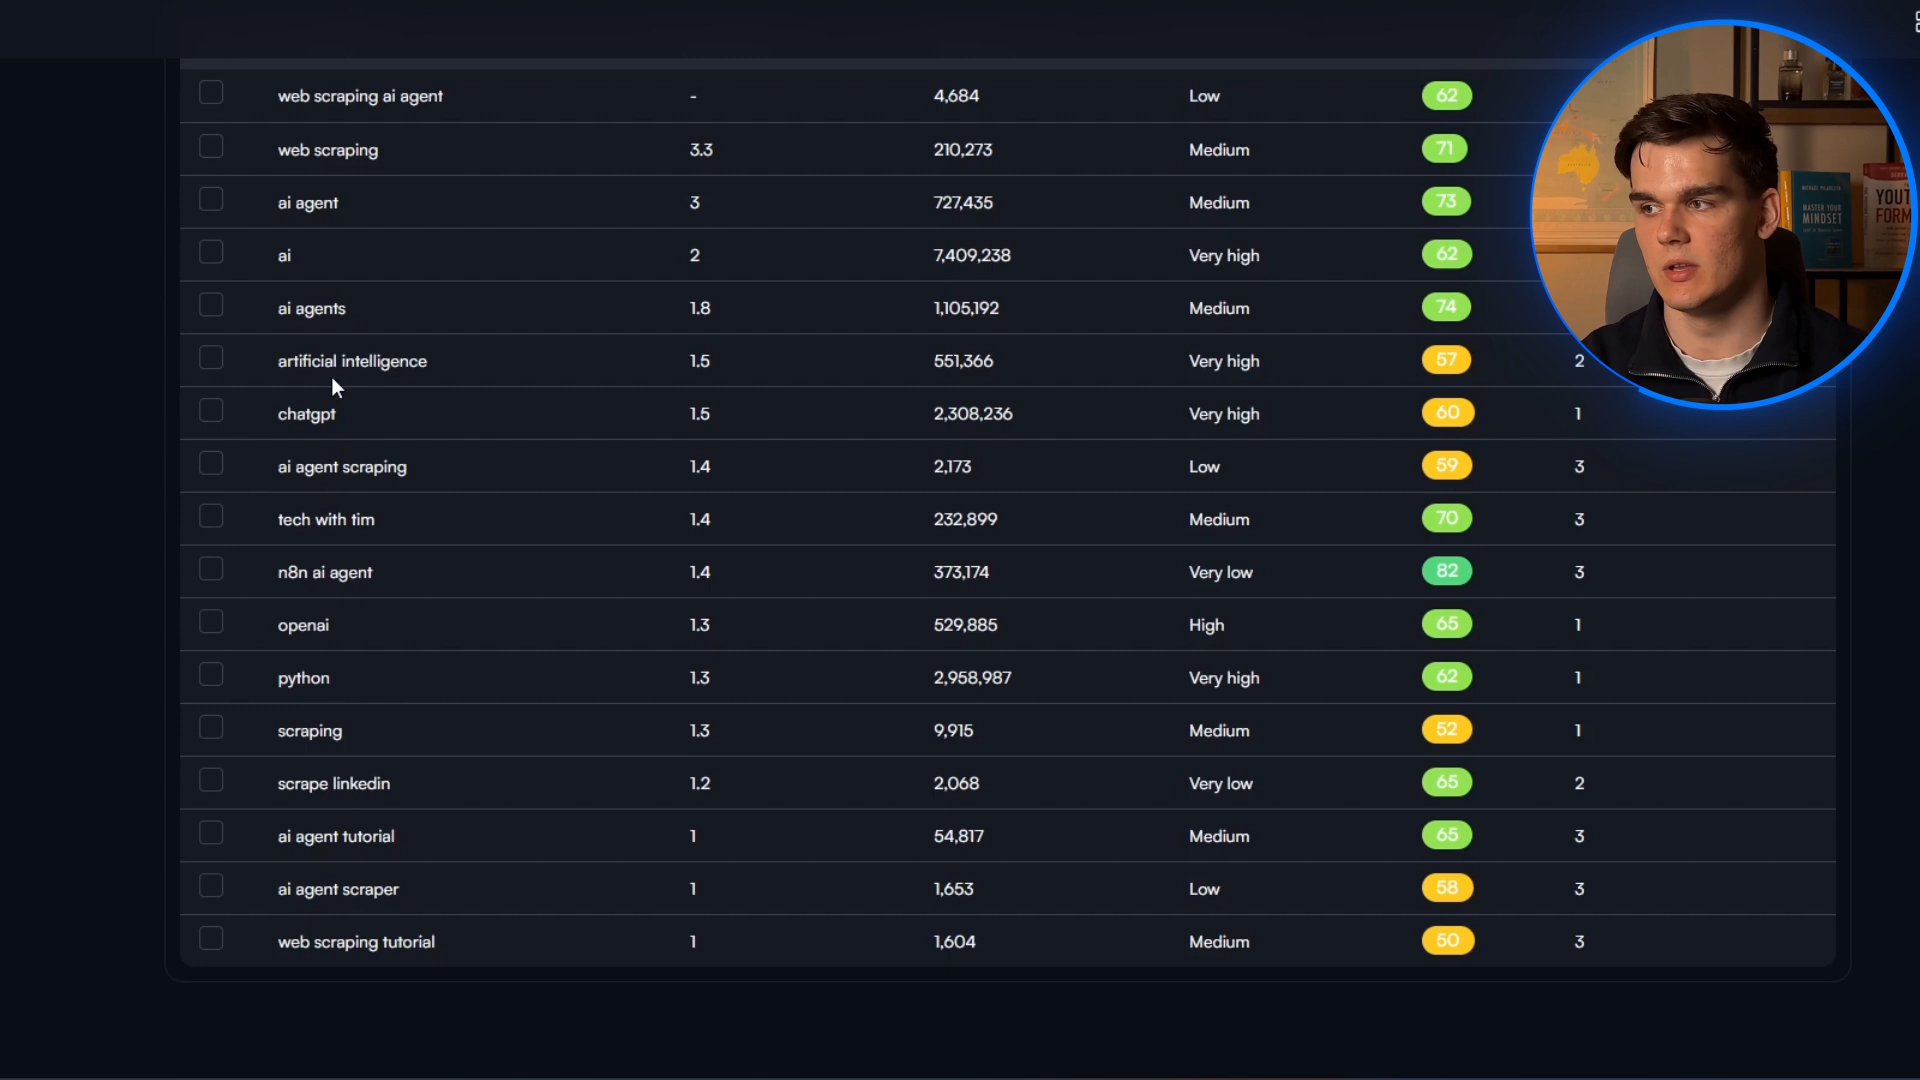 web scraping ai agent - 4,684 Low 62
web scraping 3.3 210,273 Medium 71
ai agent 3 727,435 Medium 73
ai 2 7,409,238 Very high 62
ai agents 1.8 1,105,192 Medium 74
artificial intelligence 1.5 551,366 Very high 57 2
chatgpt 1.5 2,308,236 Very high 60 1
ai agent scraping 1.4 2,173 Low 59 3
tech with tim 1.4 232,899 Medium 70 3
n8n ai agent 1.4 373,174 Very low 82 3
openai 1.3 529,885 High 65 1
python 1.3 2,958,987 Very high 62 1
scraping 1.3 9,915 Medium 52 1
scrape linkedin 1.2 2,068 Very low 65 2
ai agent tutorial 1 54,817 Medium 65 3
ai agent scraper 1 1,653 Low 58 3
web scraping tutorial 1 1,604 Medium 50 3
MASTER YOUR
MINDSET
YOUT
FORM